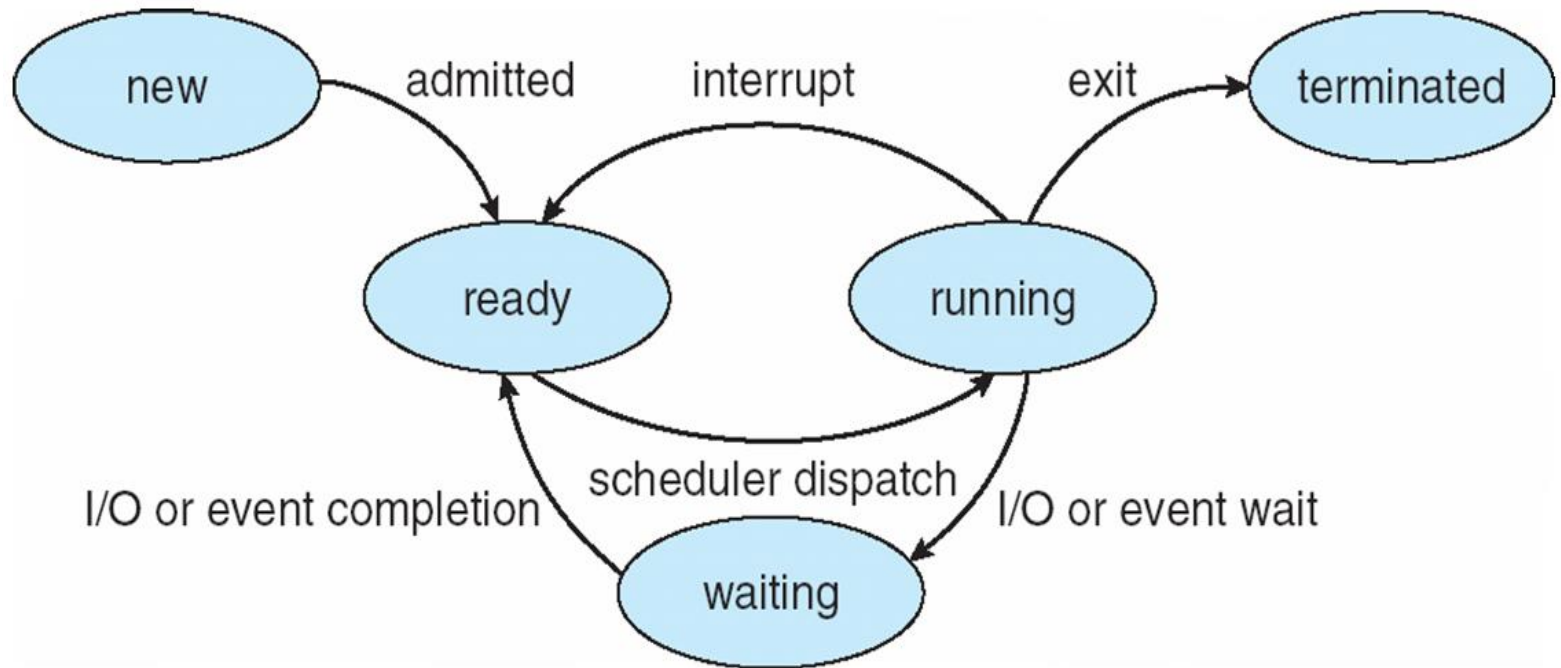 new
admitted
interrupt
exit
terminated
ready
running
scheduler dispatch
I/O or event completion
I/O or event wait
waiting